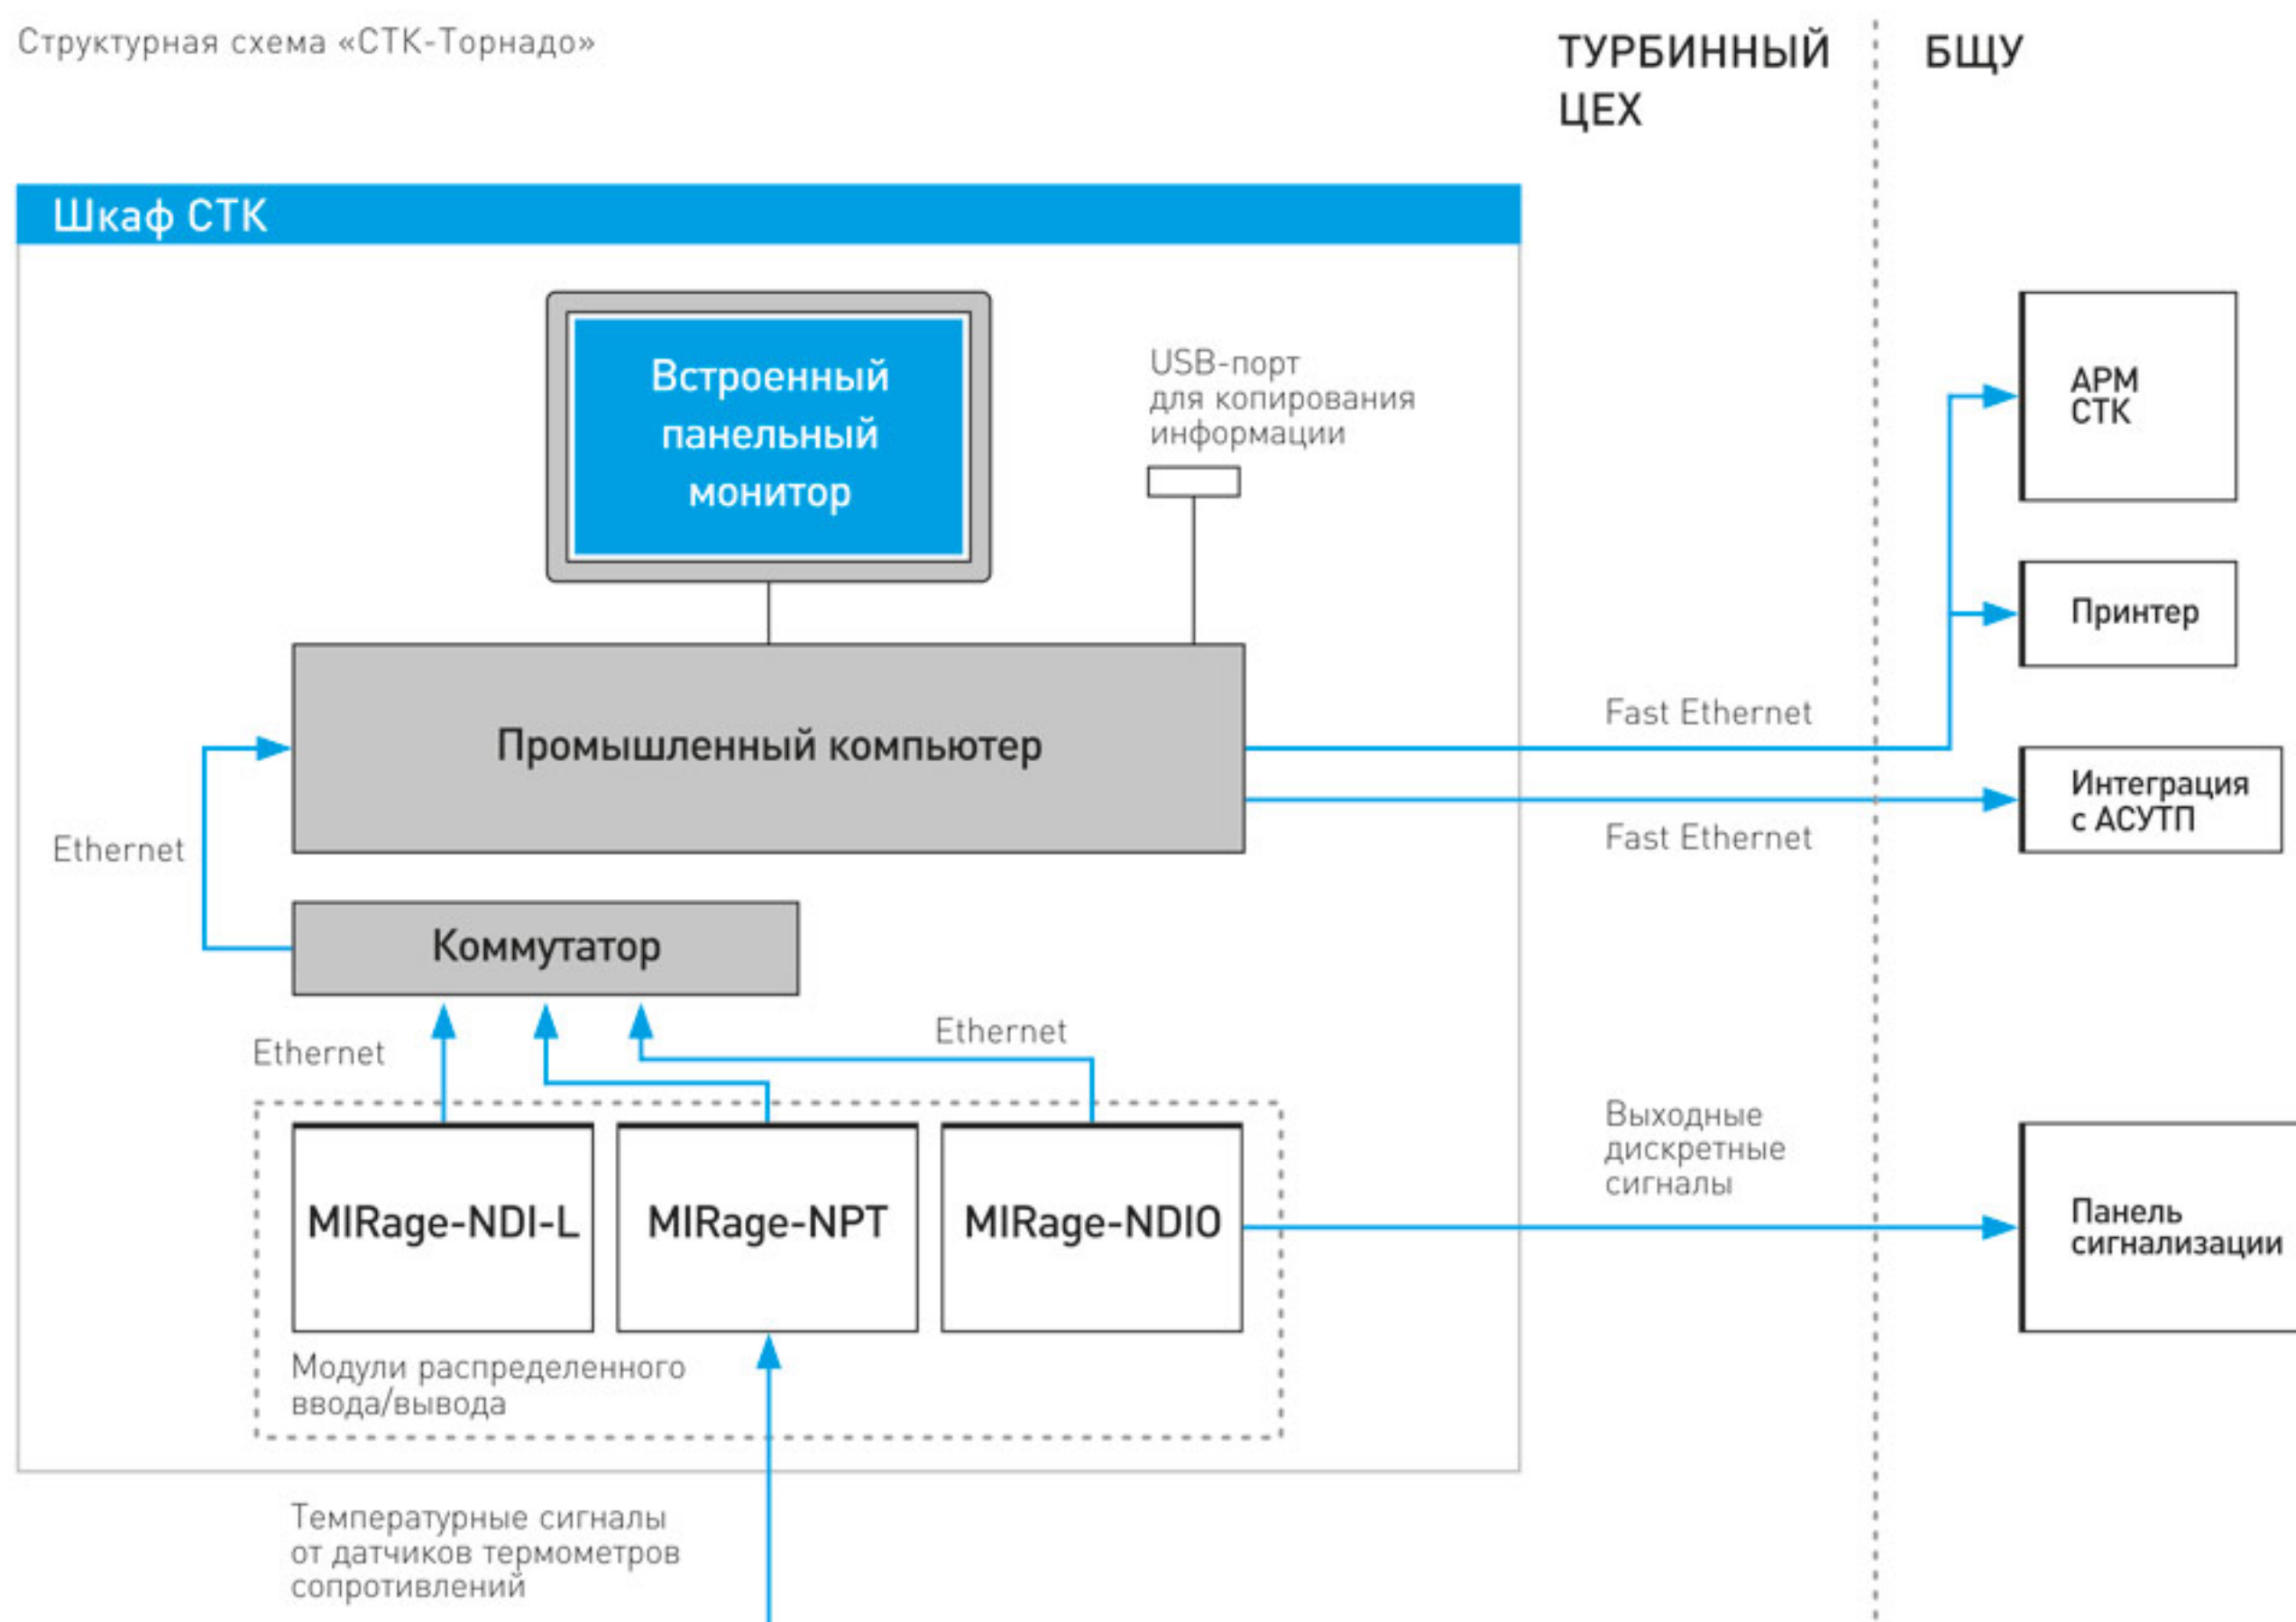 Структурная схема «СТК-Торнадо»
ТУРБИННЫЙ
ЦЕХ
БЩУ
Шкаф СТК
Встроенный
панельный
монитор
USB-порт
для копирования
информации
АРМ
СТК
Принтер
Fast Ethernet
Промышленный компьютер
Интеграция
с АСУТП
Fast Ethernet
Ethernet
Коммутатор
Ethernet
Ethernet
Выходные
дискретные
сигналы
MIRage-NDI-L
MIRage-NPT
MIRage-NDIO
Панель
сигнализации
Модули распределенного
ввода/вывода
Температурные сигналы
от датчиков термометров
сопротивлений